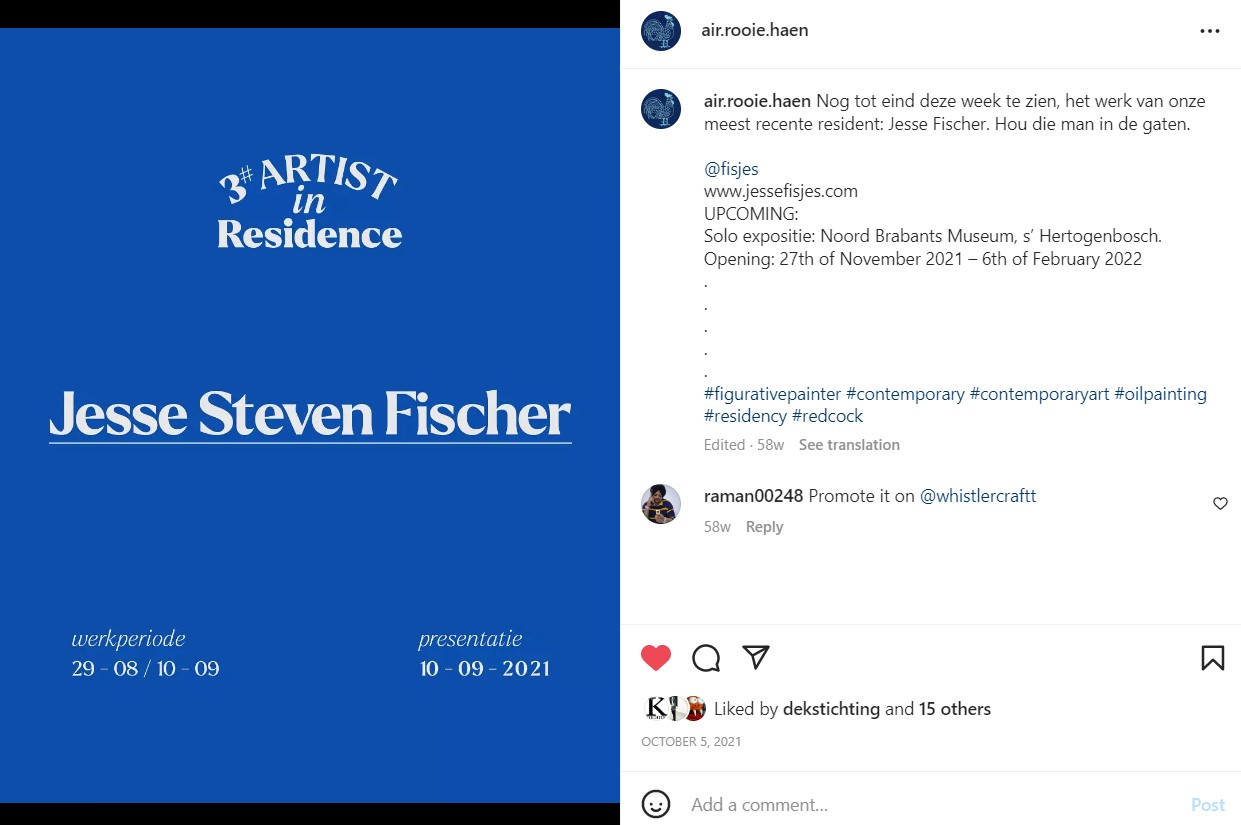 3# ARTIST
in
Residence
Jesse Steven Fischer
werkperiode
29 - 08 / 10 - 09
presentatie
10 - 09 - 2021
air.rooie.haen
air.rooie.haen Nog tot eind deze week te zien, het werk van onze
meest recente resident: Jesse Fischer. Hou die man in de gaten.
@fisjes
www.jessefisjes.com
UPCOMING:
Solo expositie: Noord Brabants Museum, s’ Hertogenbosch.
Opening: 27th of November 2021 – 6th of February 2022
.
.
.
.
.
#figurativepainter #contemporary #contemporaryart #oilpainting
#residency #redcock
Edited · 58w See translation
raman00248 Promote it on @whistlercraftt
58w Reply
K
Liked by dekstichting and 15 others
OCTOBER 5, 2021
Add a comment...
Post